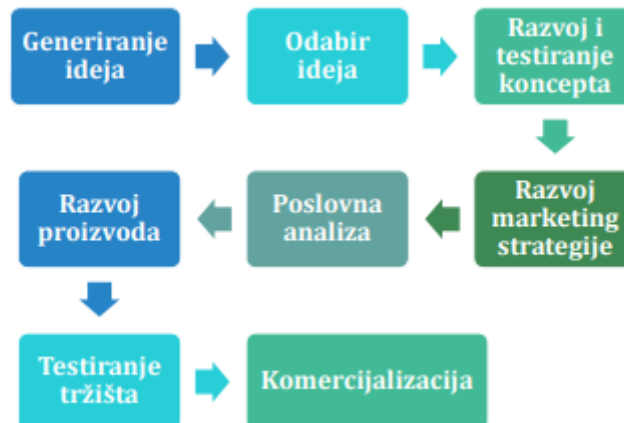 Generiranje
ideja
Odabir
ideja
Razvoj i
testiranje
koncepta
Razvoj
marketing
strategije
Poslovna
analiza
Razvoj
proizvoda
Testiranje
tržišta
Komercijalizacija